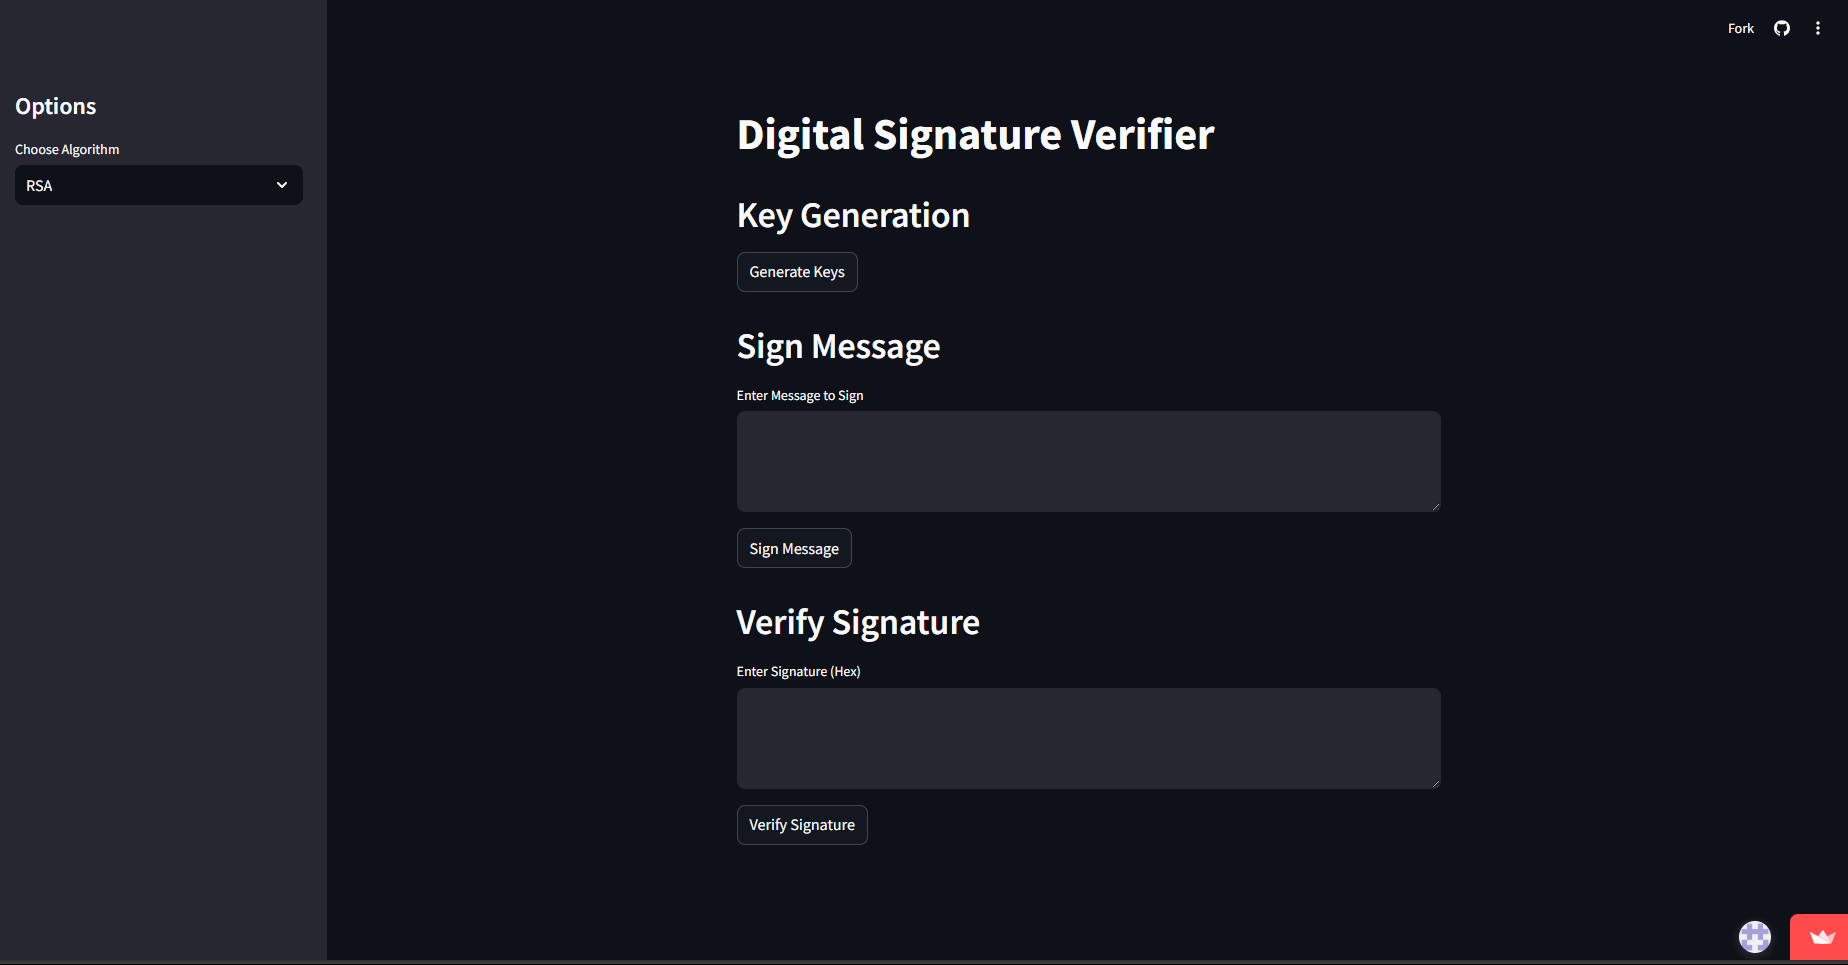 Fork
Options
Choose Algorithm
RSA
Digital Signature Verifier
Key Generation
Generate Keys
Sign Message
Enter Message to Sign
Sign Message
Verify Signature
Enter Signature (Hex)
Verify Signature